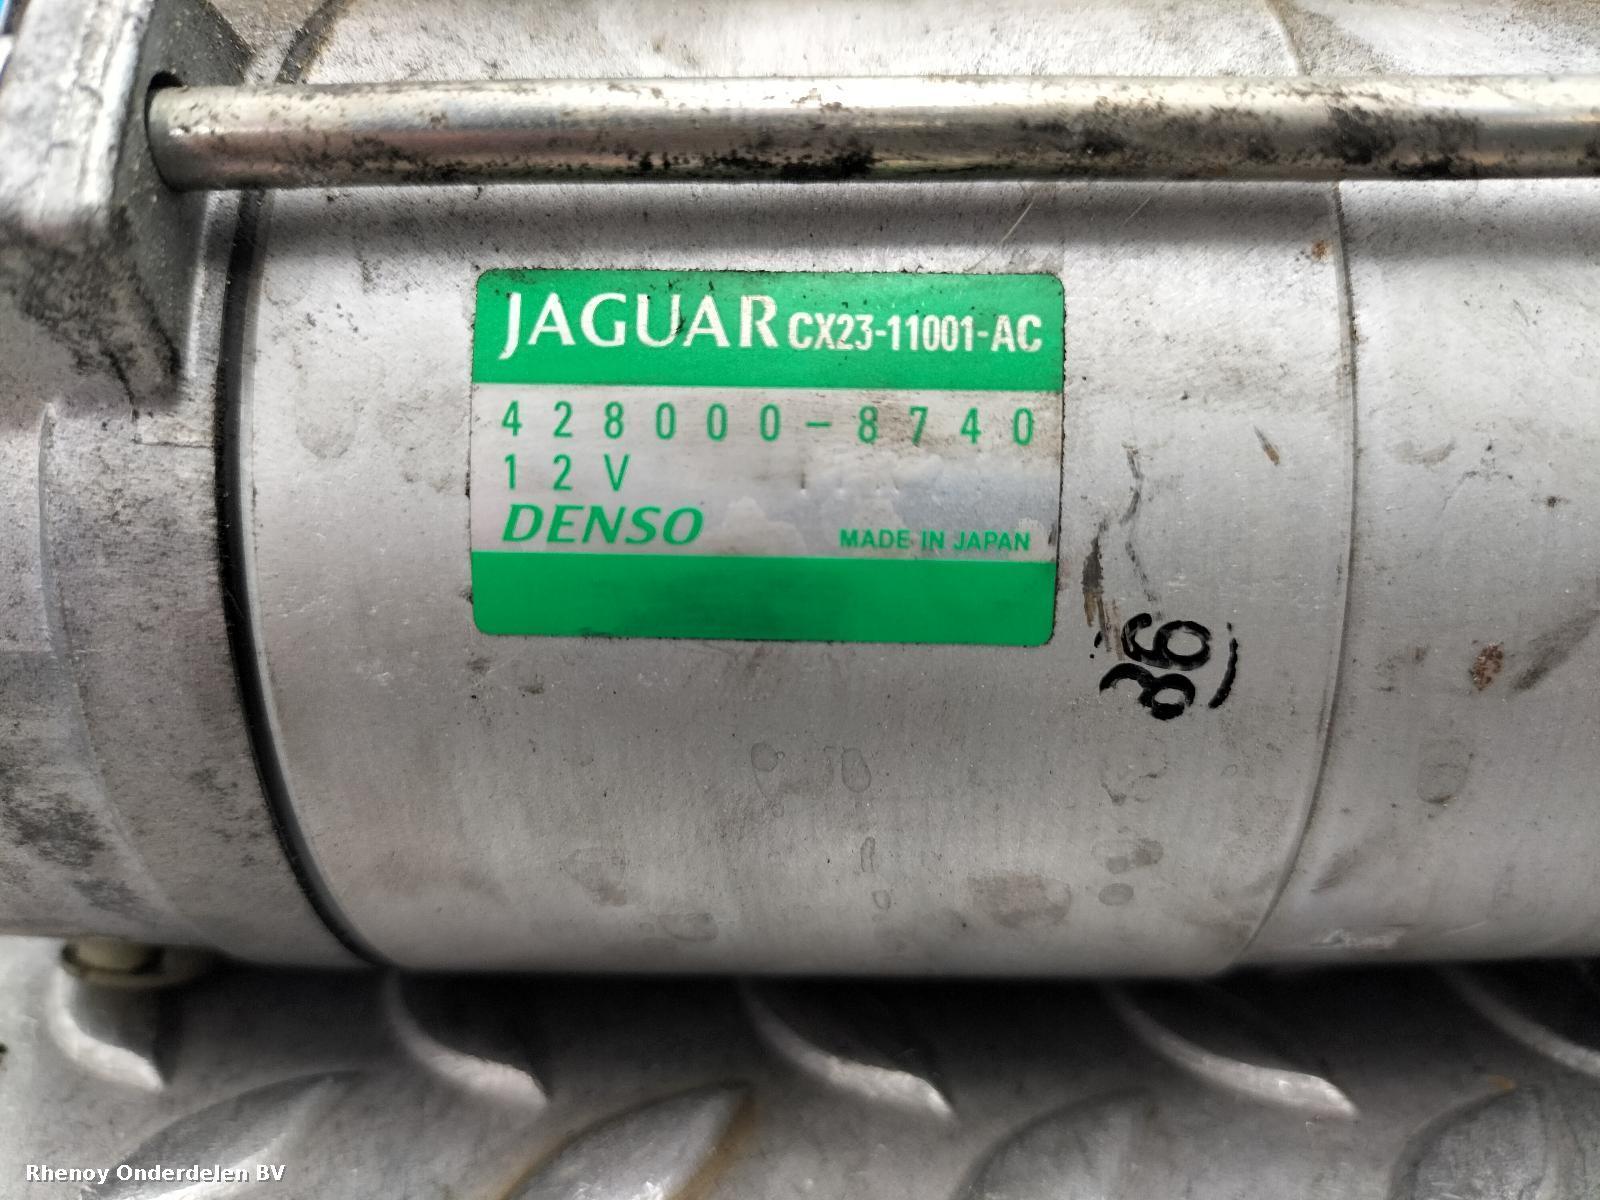 JAGUAR CX23-11001-AC
428000-8740
12V
DENSO MADE IN JAPAN
36
Rhenoy Onderdelen BV